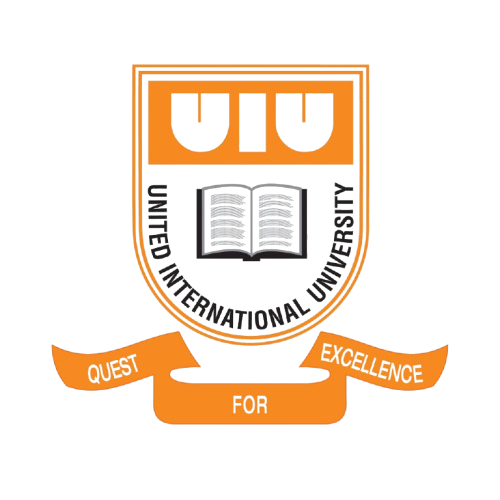 UIU
UNITED INTERNATIONAL UNIVERSITY
QUEST
FOR
EXCELLENCE